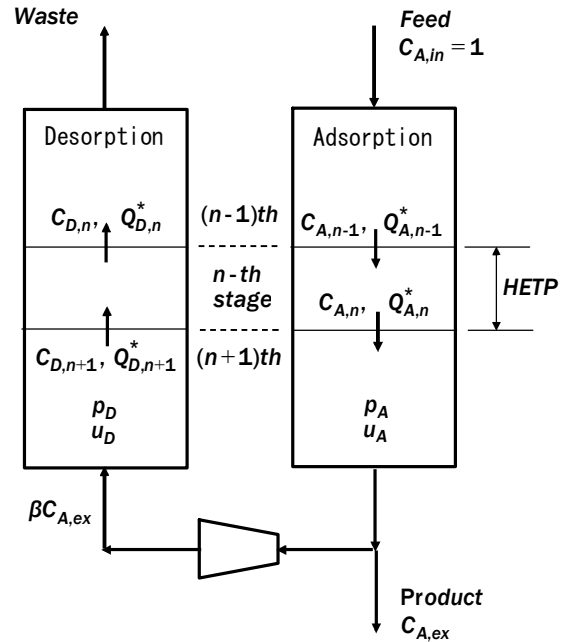 Waste
Feed
C_{A,in} = 1
Desorption
Adsorption
C_{D,n}, Q^*_{D,n}
(n-1)th
C_{A,n-1}, Q^*_{A,n-1}
n-th
stage
HETP
C_{A,n}, Q^*_{A,n}
C_{D,n+1}, Q^*_{D,n+1}
(n+1)th
p_D
u_D
p_A
u_A
βC_{A,ex}
Product
C_{A,ex}